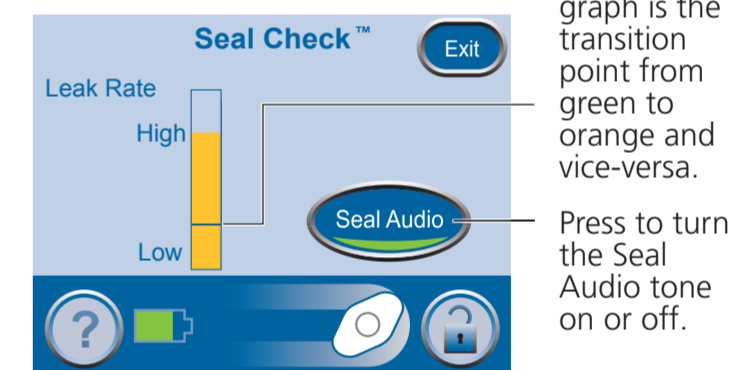 Seal Check™
Exit
Leak Rate
High
Low
Seal Audio
?
graph is the
transition
point from
green to
orange and
vice-versa.
Press to turn
the Seal
Audio tone
on or off.